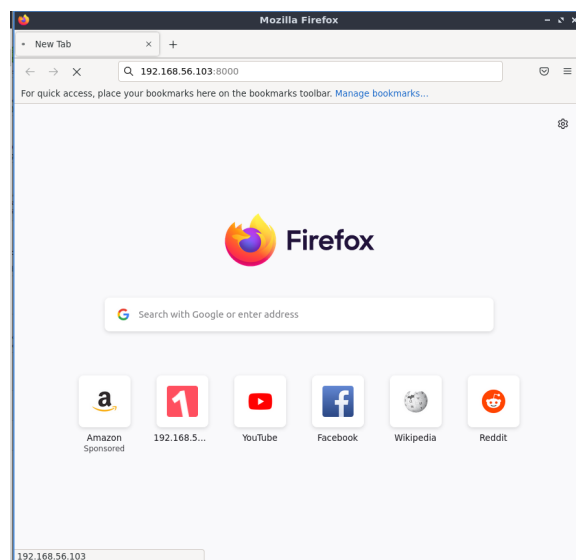 Mozilla Firefox
New Tab
192.168.56.103:8000
For quick access, place your bookmarks here on the bookmarks toolbar. Manage bookmarks...
Firefox
Search with Google or enter address
a
1
f
Amazon
Sponsored
192.168.5...
YouTube
Facebook
Wikipedia
Reddit
192.168.56.103